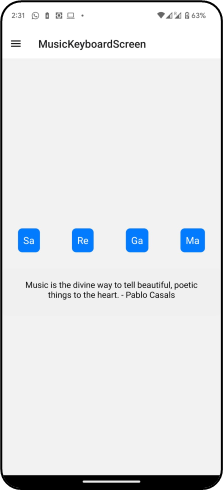 2:31 63%
MusicKeyboardScreen
Sa Re Ga Ma
Music is the divine way to tell beautiful, poetic
things to the heart. - Pablo Casals